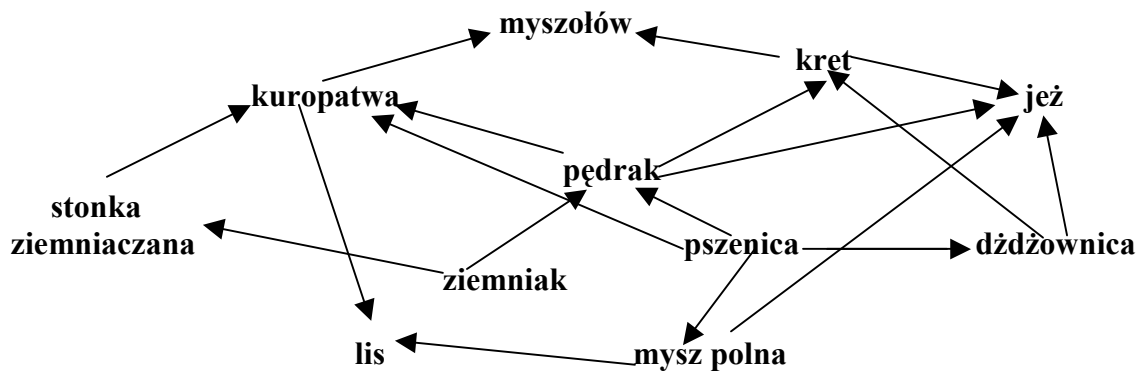 myszołów
kret
kuropatwa
jeż
pędrak
stonka
ziemniaczana
pszenica
dżdżownica
ziemniak
lis
mysz polna